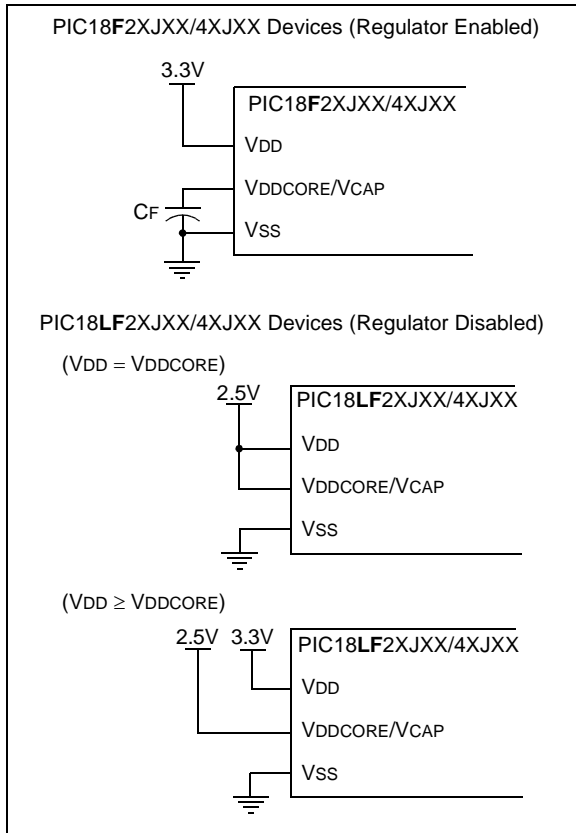 PIC18F2XJXX/4XJXX Devices (Regulator Enabled)
3.3V
PIC18F2XJXX/4XJXX
VDD
VDDCORE/VCAP
CF
VSS
PIC18LF2XJXX/4XJXX Devices (Regulator Disabled)
(VDD = VDDCORE)
2.5V
PIC18LF2XJXX/4XJXX
VDD
VDDCORE/VCAP
VSS
(VDD ≥ VDDCORE)
2.5V 3.3V
PIC18LF2XJXX/4XJXX
VDD
VDDCORE/VCAP
VSS